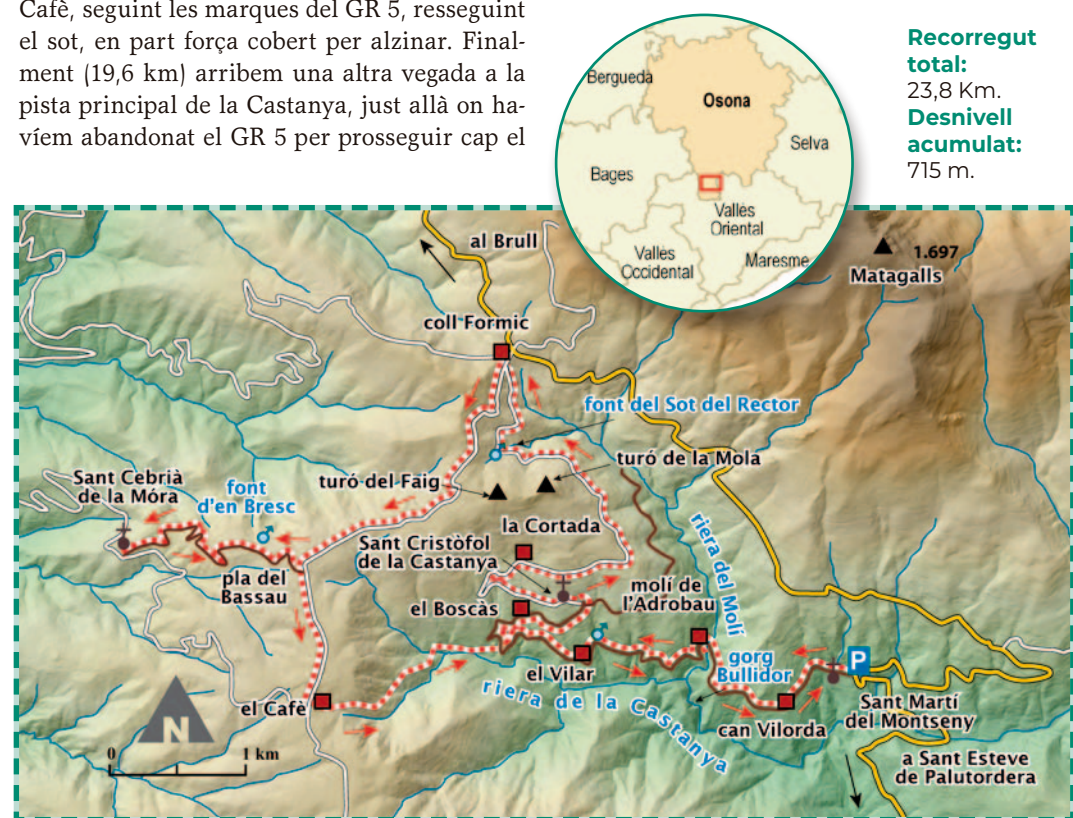 Cafè, seguint les marques del GR 5, resseguint
el sot, en part força cobert per alzinar. Final-
ment (19,6 km) arribem una altra vegada a la
pista principal de la Castanya, just allà on ha-
víem abandonat el GR 5 per prosseguir cap el
Recorregut
total:
23,8 Km.
Desnivell
acumulat:
715 m.
Bergueda
Osona
Selva
Bages
Vallès
Oriental
Vallès
Occidental
Maresme
al Brull
1.697
Matagalls
coll Formic
font del Sot del Rector
turó de la Mola
turó del Faig
Sant Cebrià
de la Móra
font
d'en Bresc
la Cortada
Sant Cristòfol
de la Castanya
riera del Molí
pla del
Bassau
el Boscàs
molí de
l'Adrobau
el Vilar
gorg
Bullidor
P
el Cafè
riera de la Castanya
can Vilorda
Sant Martí
del Montseny
a Sant Esteve
de Palutordera
N
0
1 km